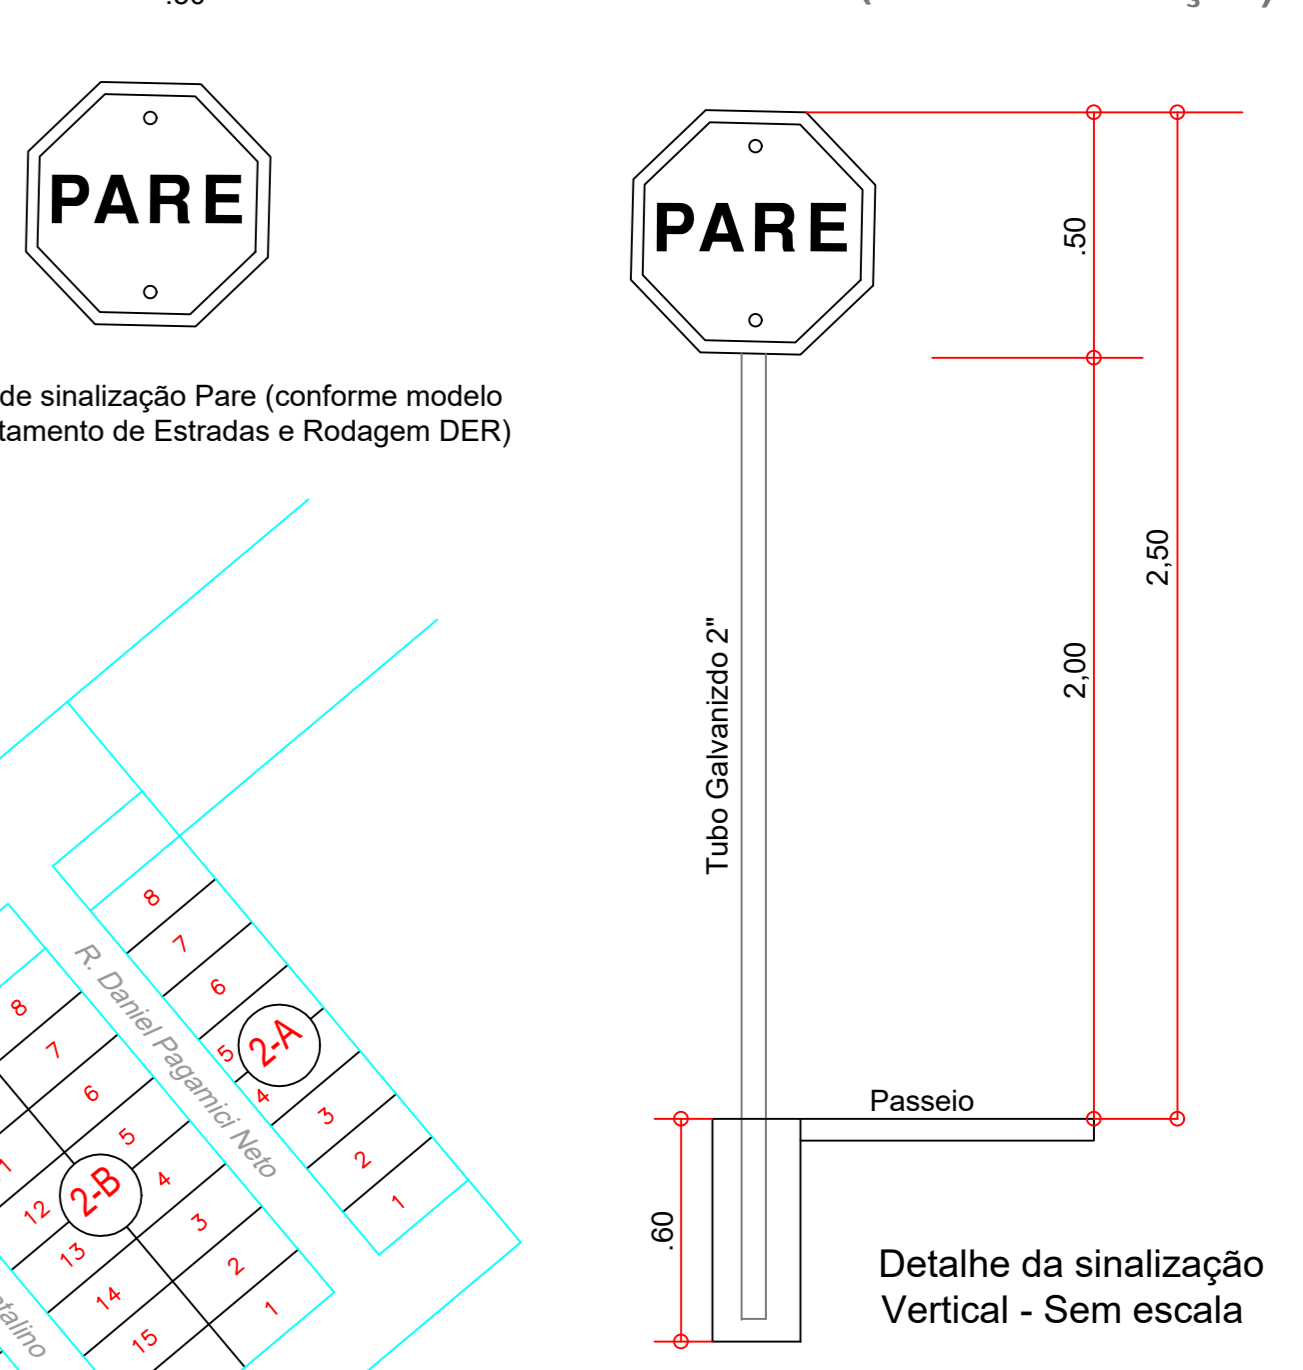 PARE
PARE
.50
de sinalização Pare (conforme modelo
tamento de Estradas e Rodagem DER)
2,50
2,00
Tubo Galvanizdo 2"
8
7
6
5
4
3
2
1
2-A
R. Daniel Pagamici Neto
8
7
6
5
4
3
2
1
2-B
12
13
14
15
talino
Passeio
.60
Detalhe da sinalização
Vertical - Sem escala